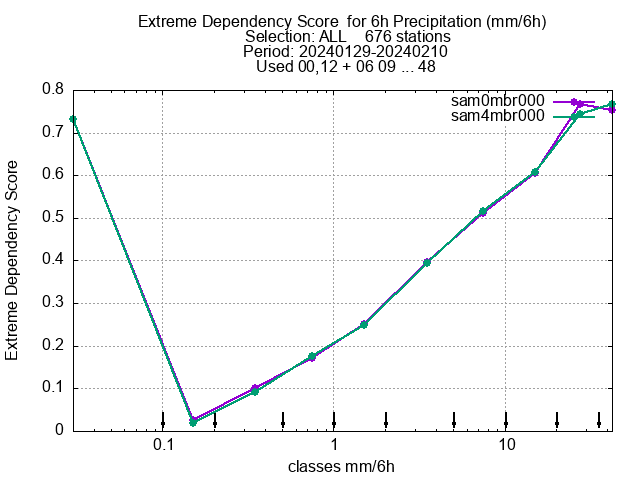 Extreme Dependency Score  for 6h Precipitation (mm/6h)
Selection: ALL    676 stations
Period: 20240129-20240210
Used 00,12 + 06 09 ... 48
sam0mbr000
sam4mbr000
Extreme Dependency Score
0.8
0.7
0.6
0.5
0.4
0.3
0.2
0.1
0
0.1
1
10
classes mm/6h